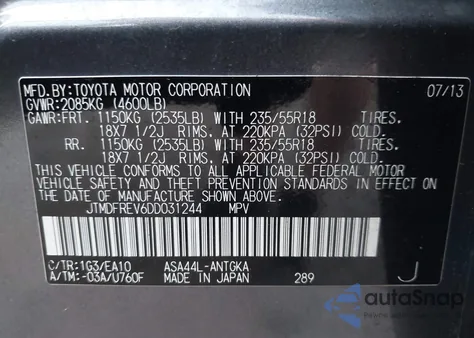 MFD.BY:TOYOTA MOTOR CORPORATION 07/13
GVWR:2085KG (4600LB)
GAWR:FRT. 1150KG (2535LB) WITH 235/55R18 TIRES.
18X7 1/2J RIMS. AT 220KPA (32PSI) COLD.
RR. 1150KG (2535LB) WITH 235/55R18 TIRES.
18X7 1/2J RIMS. AT 220KPA (32PSI) COLD.
THIS VEHICLE CONFORMS TO ALL APPLICABLE FEDERAL MOTOR
VEHICLE SAFETY AND THEFT PREVENTION STANDARDS IN EFFECT ON
THE DATE OF MANUFACTURE SHOWN ABOVE.
JTMDFREV6DD031244 MPV
C/TR:1G3/EA10 ASA44L-ANTGKA
A/TM:-03A/U760F MADE IN JAPAN 289 J
autoSnap